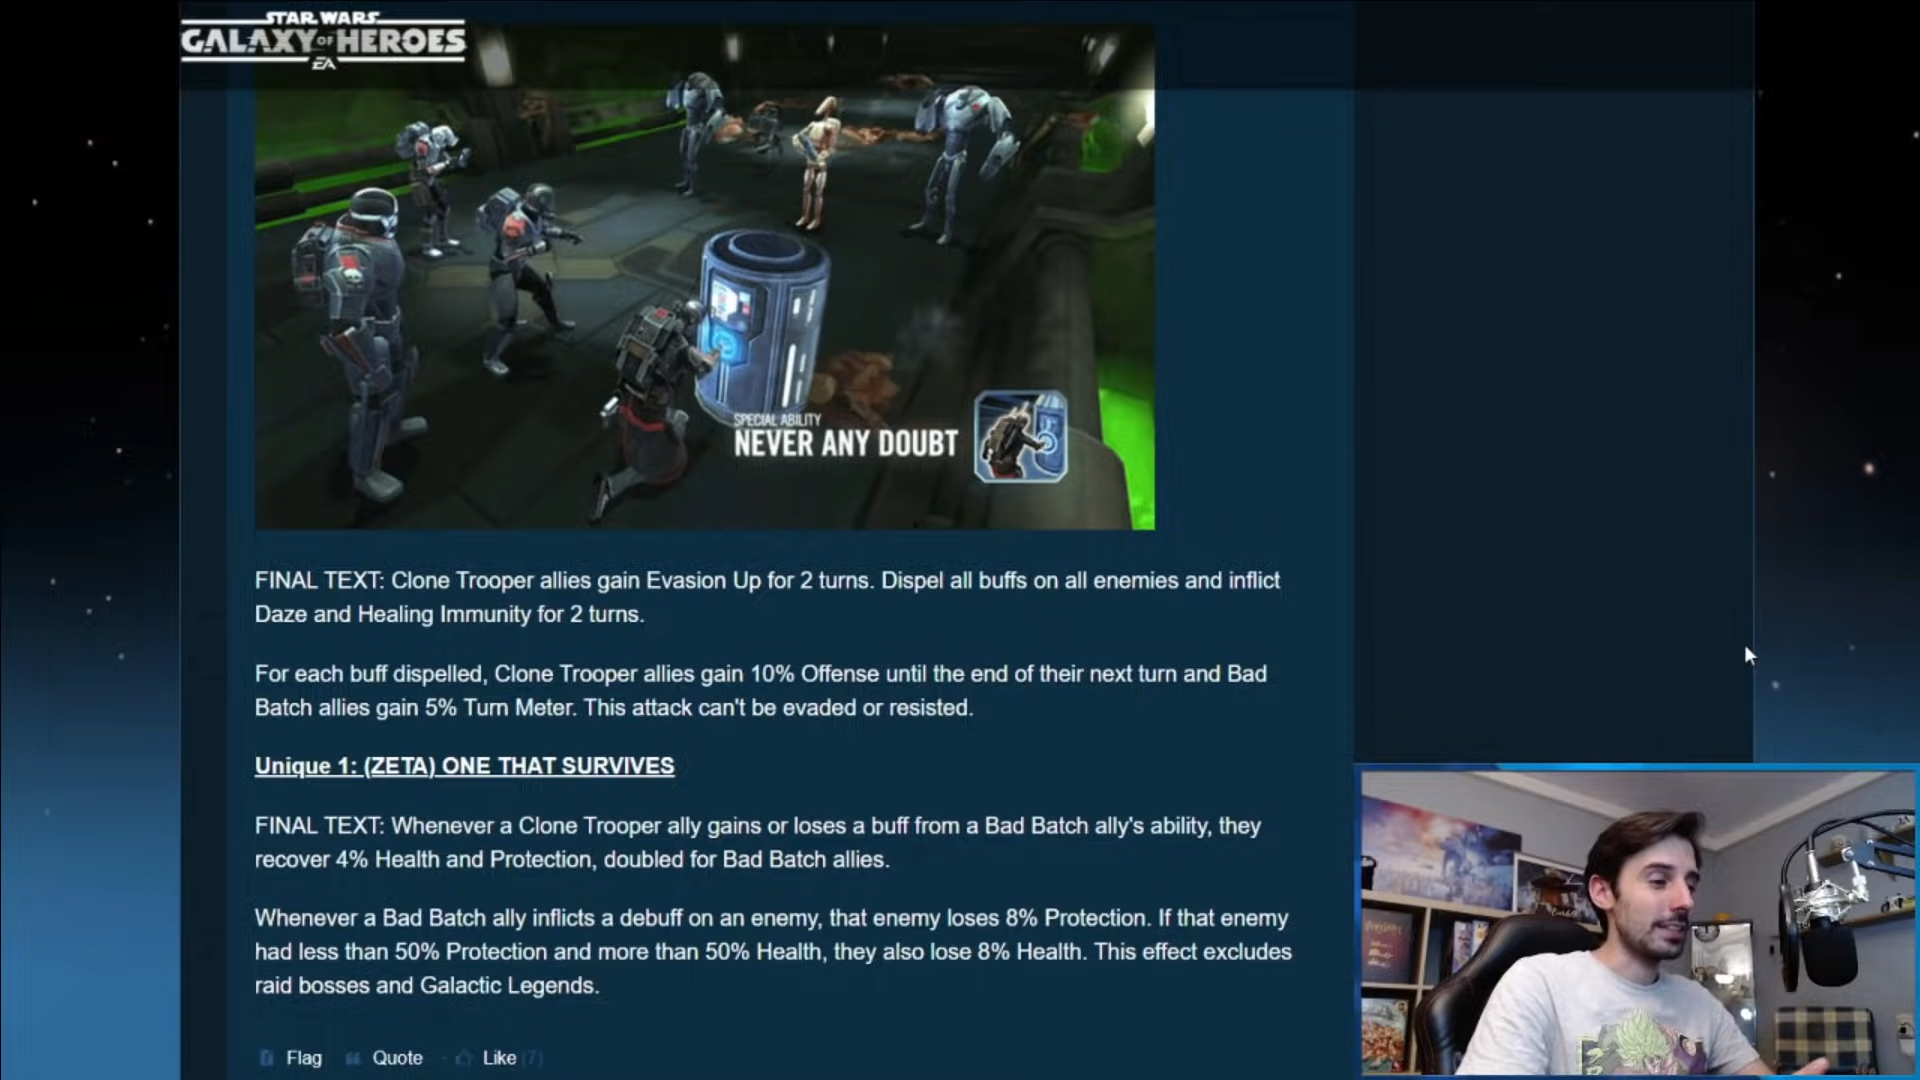 STAR WARS
GALAXY OF HEROES
EA
SPECIAL ABILITY
NEVER ANY DOUBT
FINAL TEXT: Clone Trooper allies gain Evasion Up for 2 turns. Dispel all buffs on all enemies and inflict
Daze and Healing Immunity for 2 turns.
For each buff dispelled, Clone Trooper allies gain 10% Offense until the end of their next turn and Bad
Batch allies gain 5% Turn Meter. This attack can't be evaded or resisted.
Unique 1: (ZETA) ONE THAT SURVIVES
FINAL TEXT: Whenever a Clone Trooper ally gains or loses a buff from a Bad Batch ally's ability, they
recover 4% Health and Protection, doubled for Bad Batch allies.
Whenever a Bad Batch ally inflicts a debuff on an enemy, that enemy loses 8% Protection. If that enemy
had less than 50% Protection and more than 50% Health, they also lose 8% Health. This effect excludes
raid bosses and Galactic Legends.
Flag Quote · Like (7)